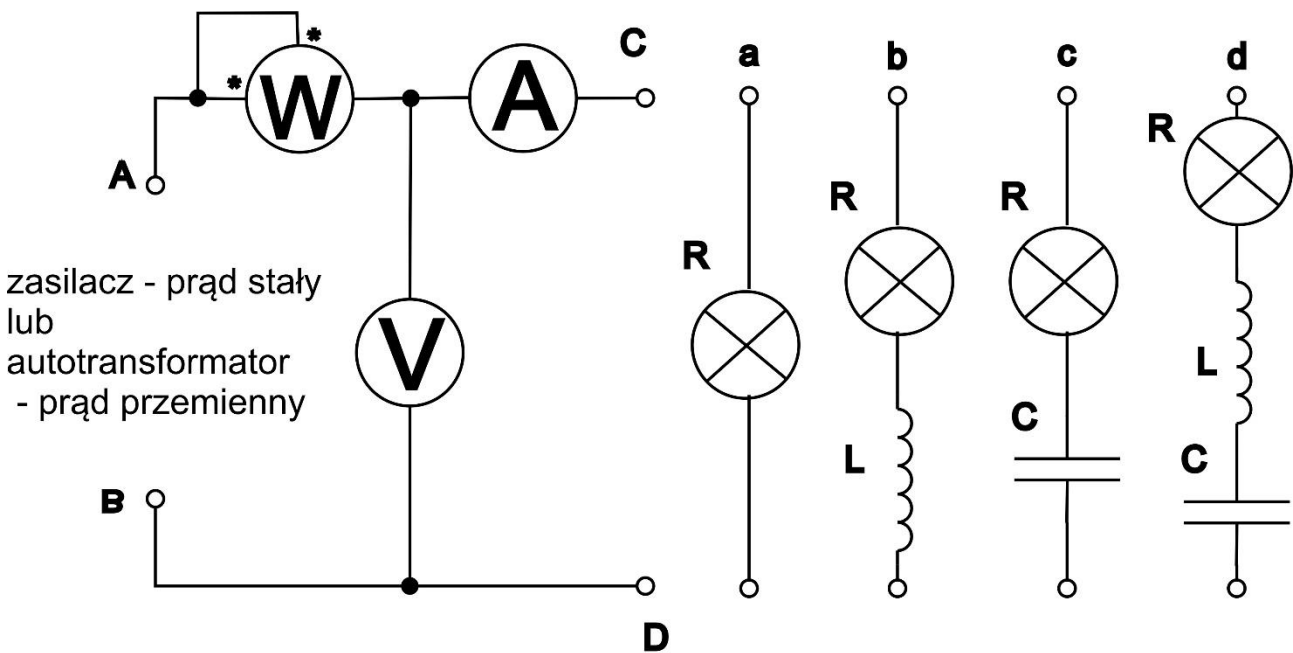 C
a
b
c
d
*
*
W
A
R
R
R
R
A
V
L
L
C
C
zasilacz - prąd stały
lub
autotransformator
- prąd przemienny
B
D